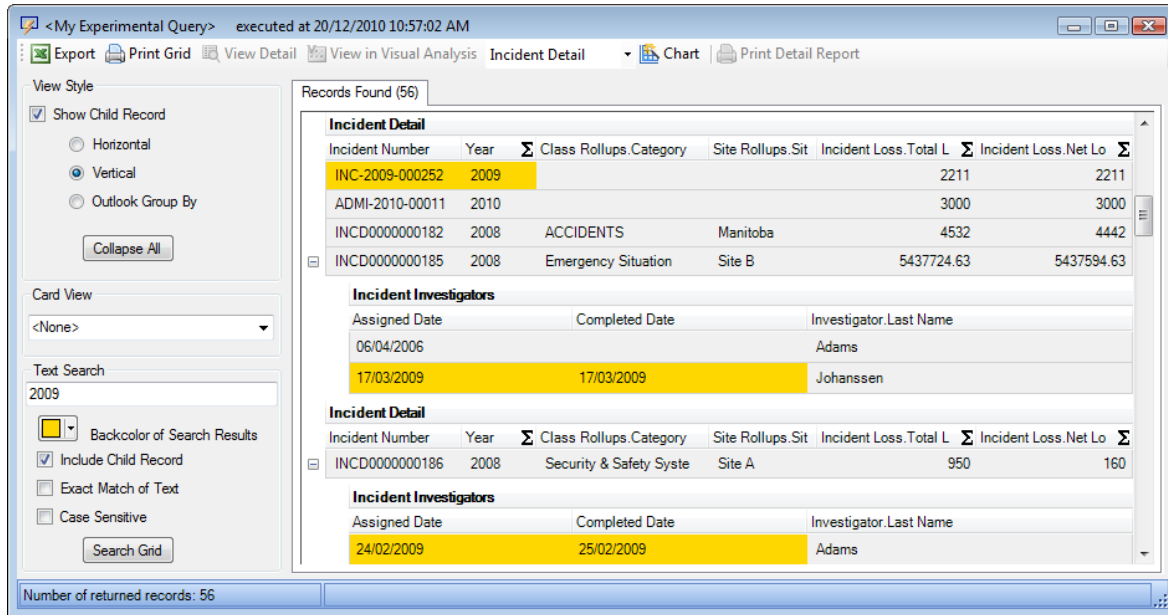 <My Experimental Query> executed at 20/12/2010 10:57:02 AM
Export Print Grid View Detail View in Visual Analysis Incident Detail Chart Print Detail Report
View Style
Show Child Record
Horizontal
Vertical
Outlook Group By
Collapse All
Card View
<None>
Text Search
2009
Backcolor of Search Results
Include Child Record
Exact Match of Text
Case Sensitive
Search Grid
Records Found (56)
Incident Detail
Incident Number Year Σ Class Rollups.Category Site Rollups.Sit Incident Loss.Total L Σ Incident Loss.Net Lo Σ
INC-2009-000252 2009 2211 2211
ADMI-2010-00011 2010 3000 3000
INCD0000000182 2008 ACCIDENTS Manitoba 4532 4442
INCD0000000185 2008 Emergency Situation Site B 5437724.63 5437594.63
Incident Investigators
Assigned Date Completed Date Investigator.Last Name
06/04/2006 Adams
17/03/2009 17/03/2009 Johanssen
Incident Detail
Incident Number Year Σ Class Rollups.Category Site Rollups.Sit Incident Loss.Total L Σ Incident Loss.Net Lo Σ
INCD0000000186 2008 Security & Safety Syste Site A 950 160
Incident Investigators
Assigned Date Completed Date Investigator.Last Name
24/02/2009 25/02/2009 Adams
Number of returned records: 56